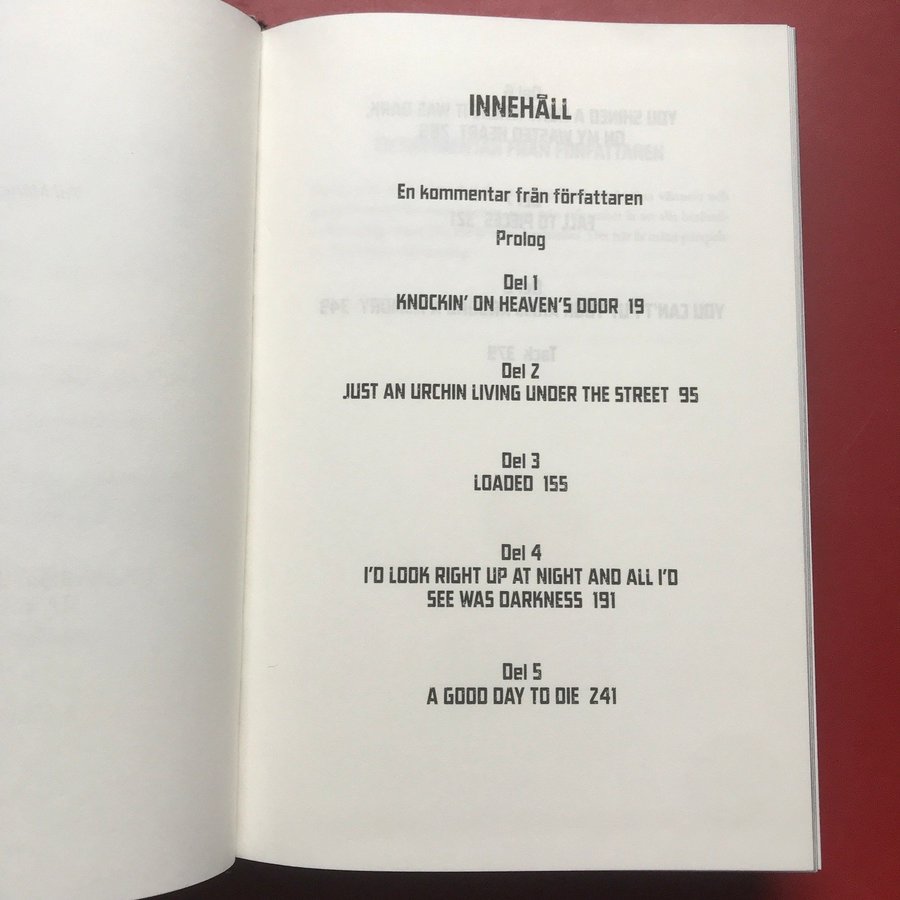 INNEHÅLL
En kommentar från författaren
Prolog
Del 1
KNOCKIN' ON HEAVEN'S DOOR 19
Del 2
JUST AN URCHIN LIVING UNDER THE STREET 95
Del 3
LOADED 155
Del 4
I'D LOOK RIGHT UP AT NIGHT AND ALL I'D
SEE WAS DARKNESS 191
Del 5
A GOOD DAY TO DIE 241